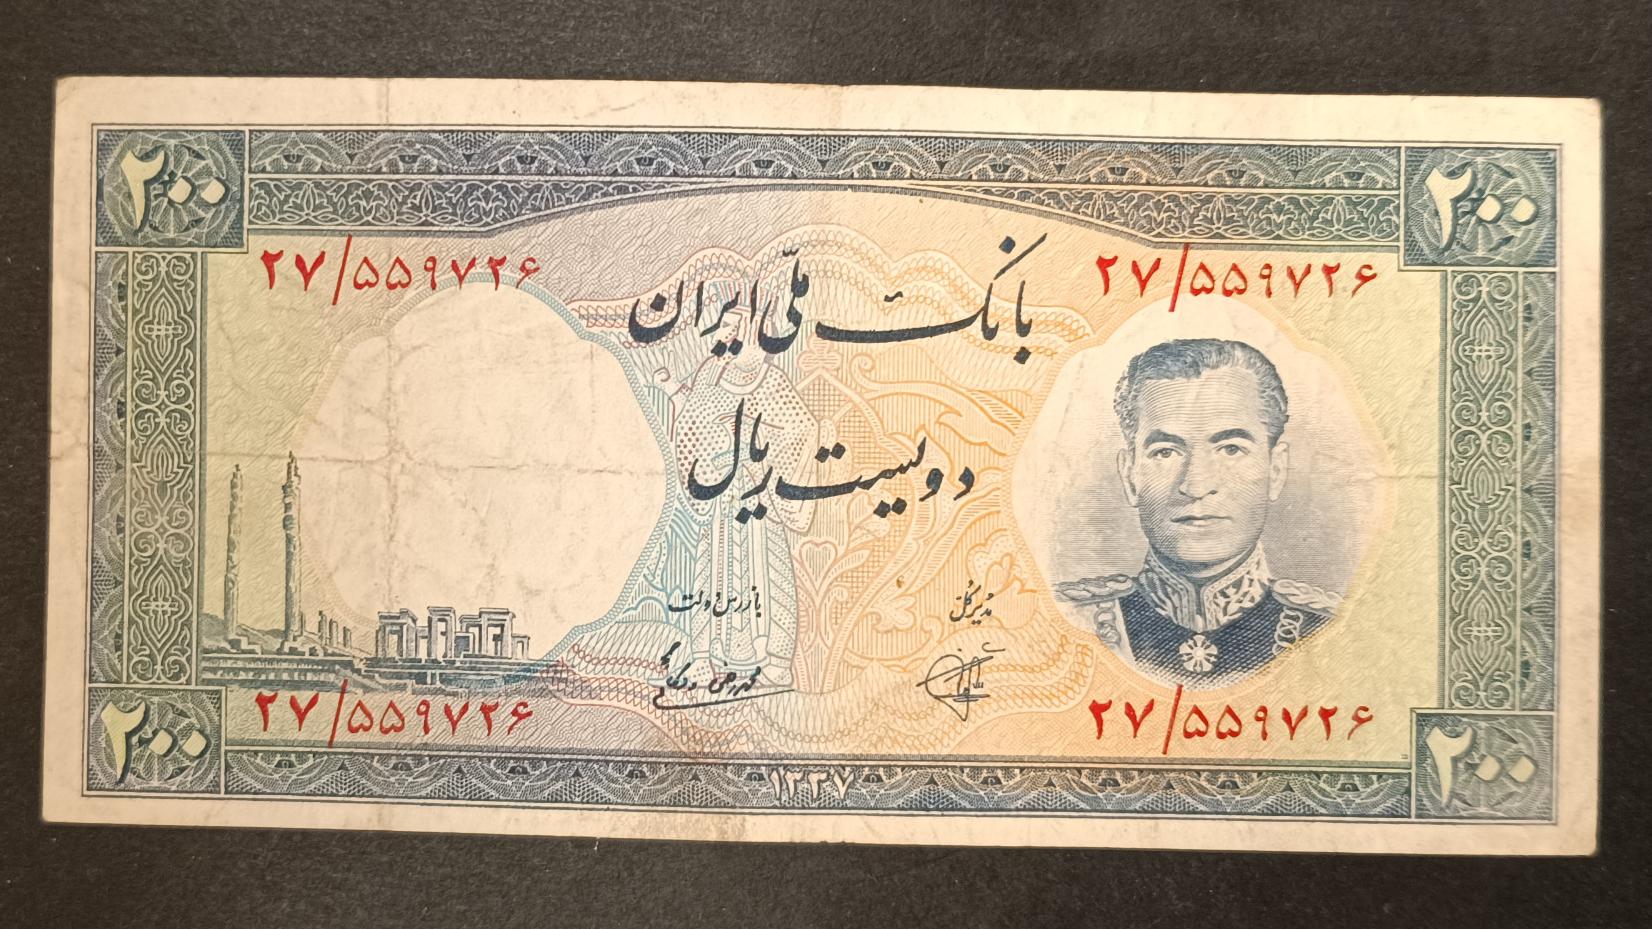 ۲۰۰ ۲۰۰
۲۷/۵۵۹۷۲۶ ۲۷/۵۵۹۷۲۶
بانک ملّی ایران
دویست ریال
مدیر کل بازرس دولت
۲۷/۵۵۹۷۲۶ ۲۷/۵۵۹۷۲۶
۲۰۰ ۲۰۰
۱۳۳۷